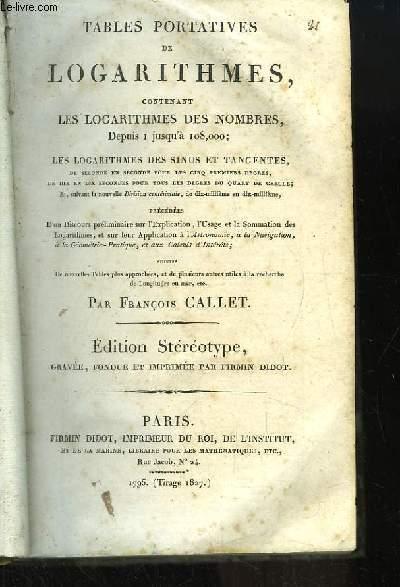 Le-livre.com
21
TABLES PORTATIVES
DE
LOGARITHMES,
CONTENANT
LES LOGARITHMES DES NOMBRES,
Depuis 1 jusqu'à 108,000;
LES LOGARITHMES DES SINUS ET TANGENTES,
DE SECONDE EN SECONDE POUR LES CINQ PREMIERS DEGRÉS,
DE DIX EN DIX SECONDES POUR TOUS LES DEGRÉS DU QUART DE CERCLE;
Et, suivant la nouvelle Division centésimale, de dix-millième en dix-millième,
PRÉCÉDÉES
D'un Discours préliminaire sur l'Explication, l'Usage et la Sommation des
Logarithmes, et sur leur Application à l'Astronomie, à la Navigation,
à la Géométrie-Pratique, et aux Calculs d'Intérêts;
SUIVIES
De nouvelles Tables plus approchées, et de plusieurs autres utiles à la recherche
des Longitudes en mer, etc.
PAR FRANÇOIS CALLET.
Édition Stéréotype,
GRAVÉE, FONDUE ET IMPRIMÉE PAR FIRMIN DIDOT.
PARIS.
FIRMIN DIDOT, IMPRIMEUR DU ROI, DE L'INSTITUT,
ET DE LA MARINE, LIBRAIRE POUR LES MATHÉMATIQUES, ETC.,
Rue Jacob, N° 24.
1795. (Tirage 1827.)